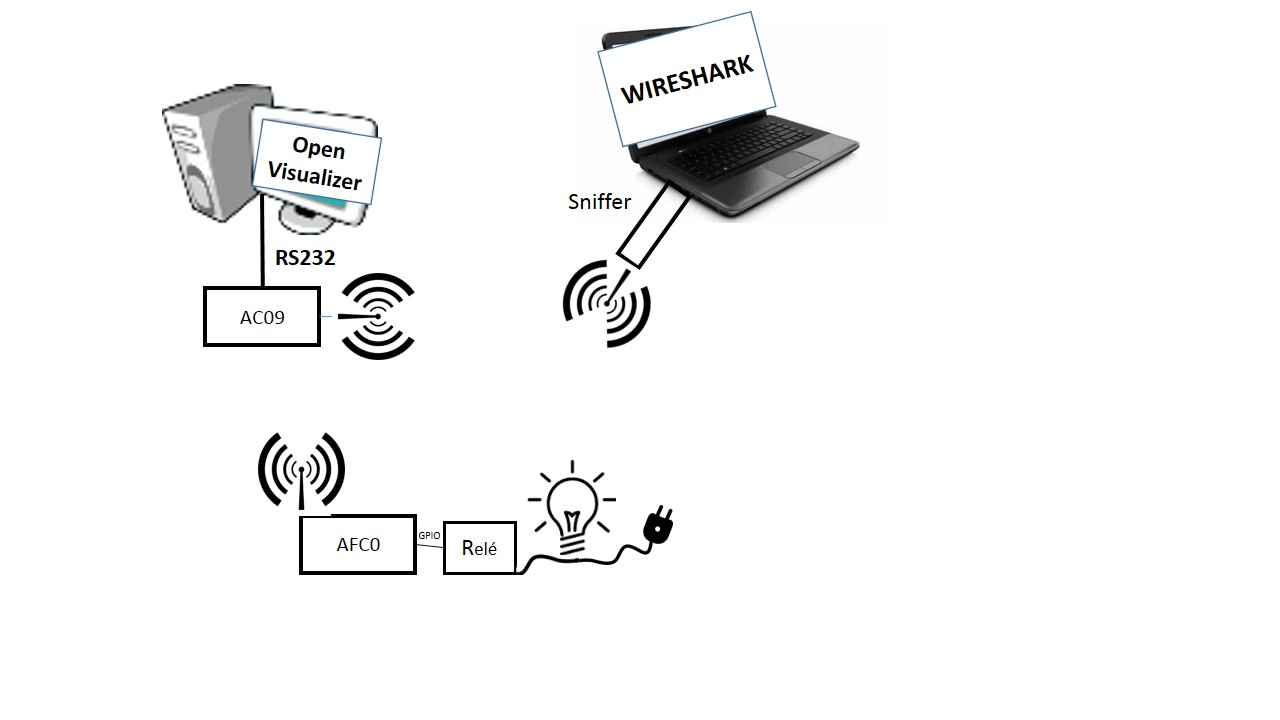 WIRESHARK
Open
Visualizer
Sniffer
RS232
AC09
AFC0
GPIO
Relé